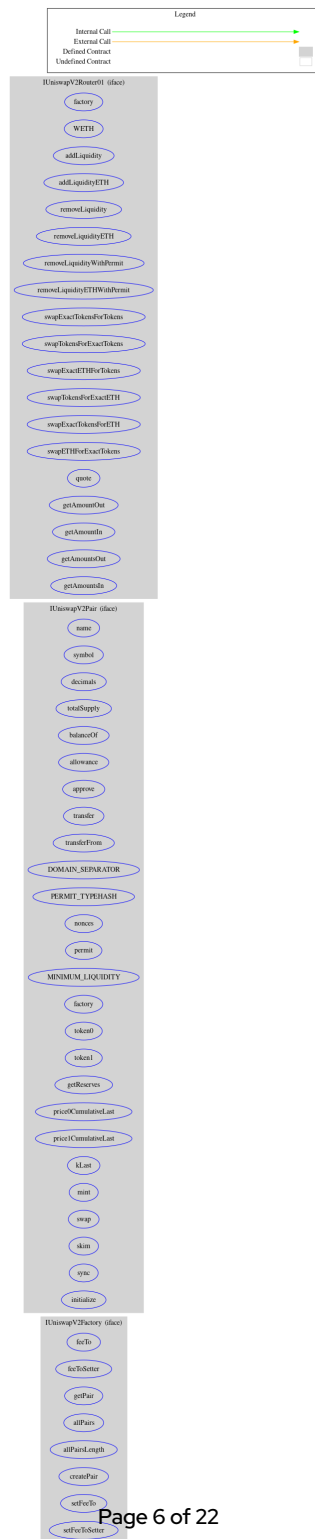 Legend
Internal Call
External Call
Defined Contract
Undefined Contract
IUniswapV2Router01 (iface)
factory
WETH
addLiquidity
addLiquidityETH
removeLiquidity
removeLiquidityETH
removeLiquidityWithPermit
removeLiquidityETHWithPermit
swapExactTokensForTokens
swapTokensForExactTokens
swapExactETHForTokens
swapTokensForExactETH
swapExactTokensForETH
swapETHForExactTokens
quote
getAmountOut
getAmountIn
getAmountsOut
getAmountsIn
IUniswapV2Pair (iface)
name
symbol
decimals
totalSupply
balanceOf
allowance
approve
transfer
transferFrom
DOMAIN_SEPARATOR
PERMIT_TYPEHASH
nonces
permit
MINIMUM_LIQUIDITY
factory
token0
token1
getReserves
price0CumulativeLast
price1CumulativeLast
kLast
mint
swap
skim
sync
initialize
IUniswapV2Factory (iface)
feeTo
feeToSetter
getPair
allPairs
allPairsLength
createPair
setFeeTo
Page 6 of 22
setFeeToSetter